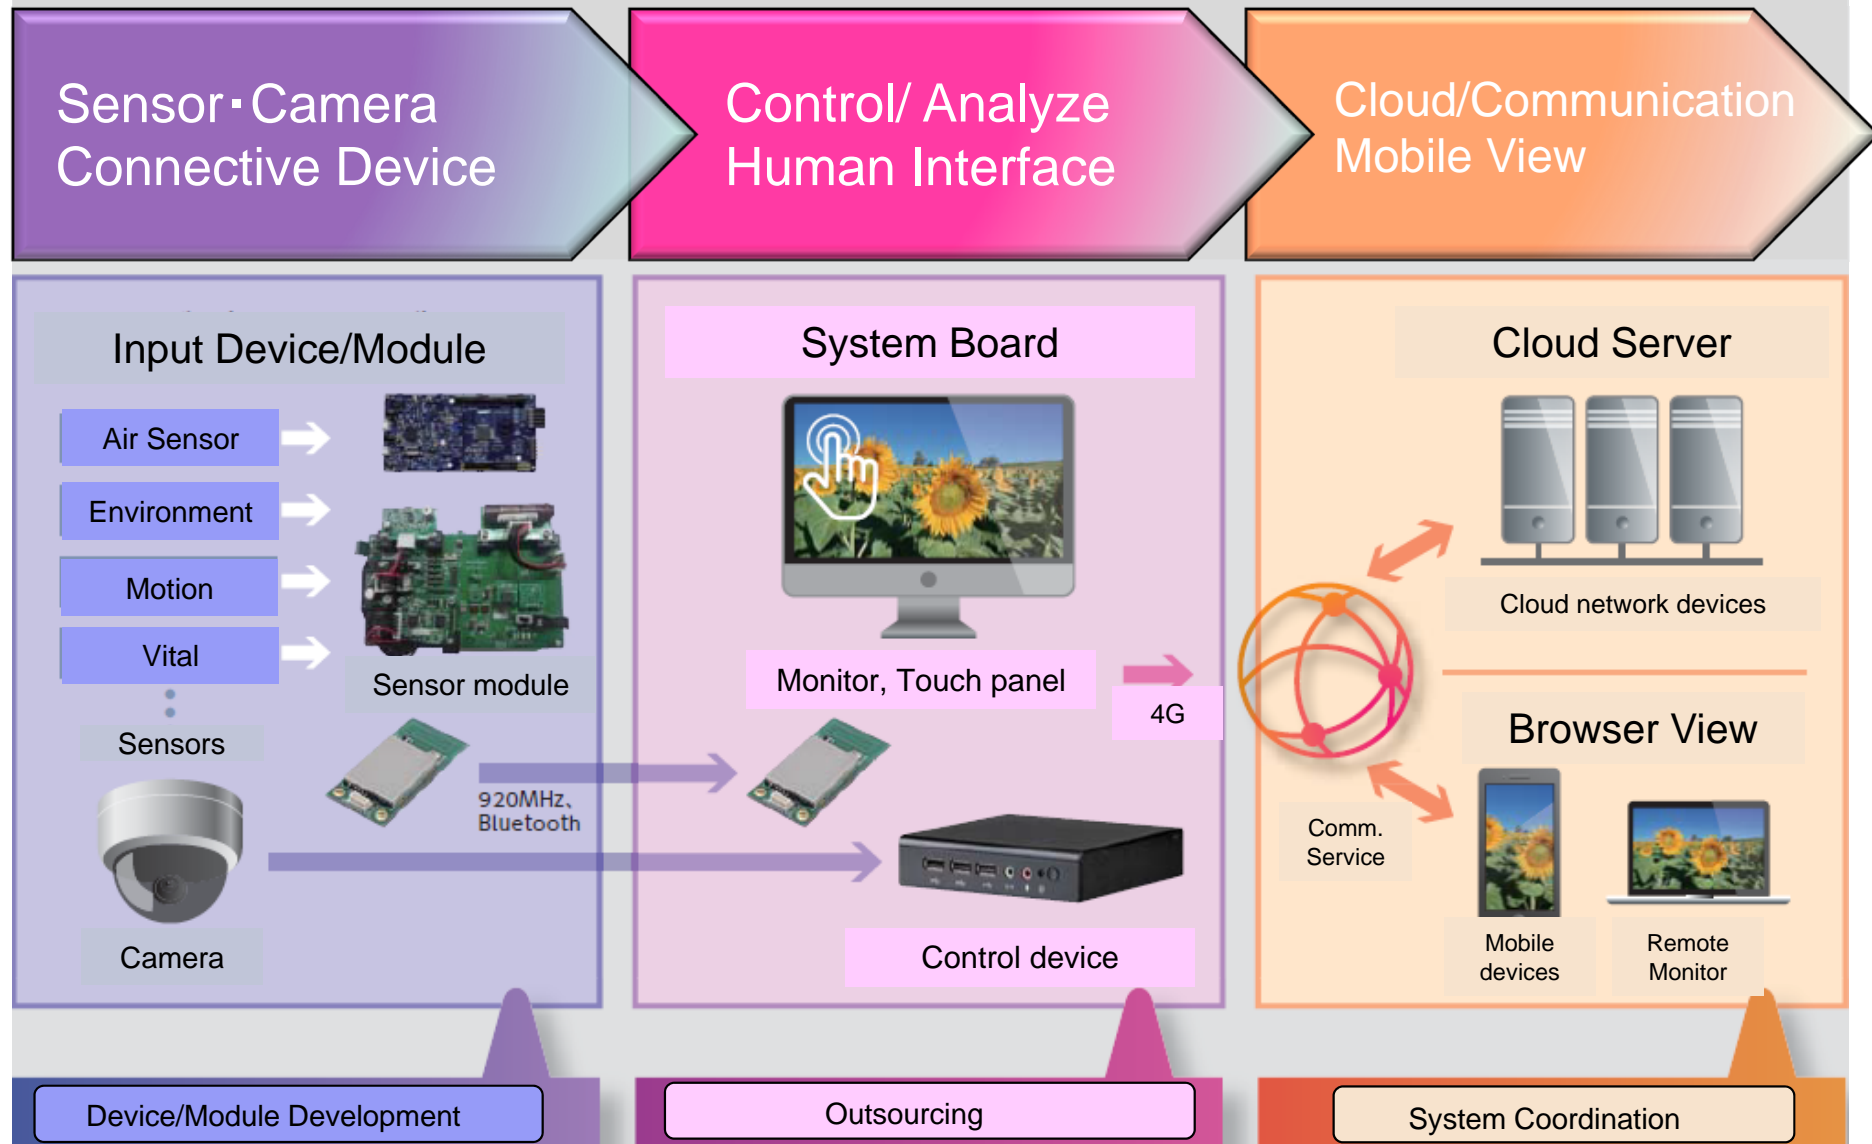 Sensor・Camera
Connective Device
Control/ Analyze
Human Interface
Cloud/Communication
Mobile View
Input Device/Module
Air Sensor
Environment
Motion
Vital
Sensors
Camera
Sensor module
920MHz、
Bluetooth
System Board
Monitor, Touch panel
4G
Control device
Cloud Server
Cloud network devices
Browser View
Comm.
Service
Mobile
devices
Remote
Monitor
Device/Module Development
Outsourcing
System Coordination